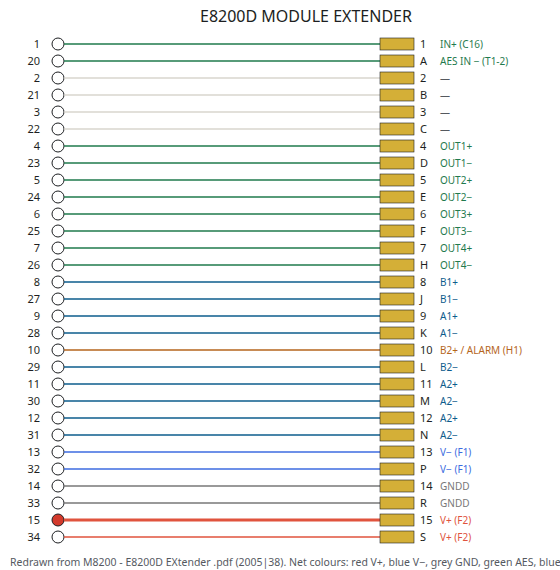 E8200D MODULE EXTENDER
1 1 IN+ (C16)
20 A AES IN − (T1-2)
2 2 —
21 B —
3 3 —
22 C —
4 4 OUT1+
23 D OUT1−
5 5 OUT2+
24 E OUT2−
6 6 OUT3+
25 F OUT3−
7 7 OUT4+
26 H OUT4−
8 8 B1+
27 J B1−
9 9 A1+
28 K A1−
10 10 B2+ / ALARM (H1)
29 L B2−
11 11 A2+
30 M A2−
12 12 A2+
31 N A2−
13 13 V− (F1)
32 P V− (F1)
14 14 GNDD
33 R GNDD
15 15 V+ (F2)
34 S V+ (F2)
Redrawn from M8200 - E8200D EXtender .pdf (2005|38). Net colours: red V+, blue V−, grey GND, green AES, blue